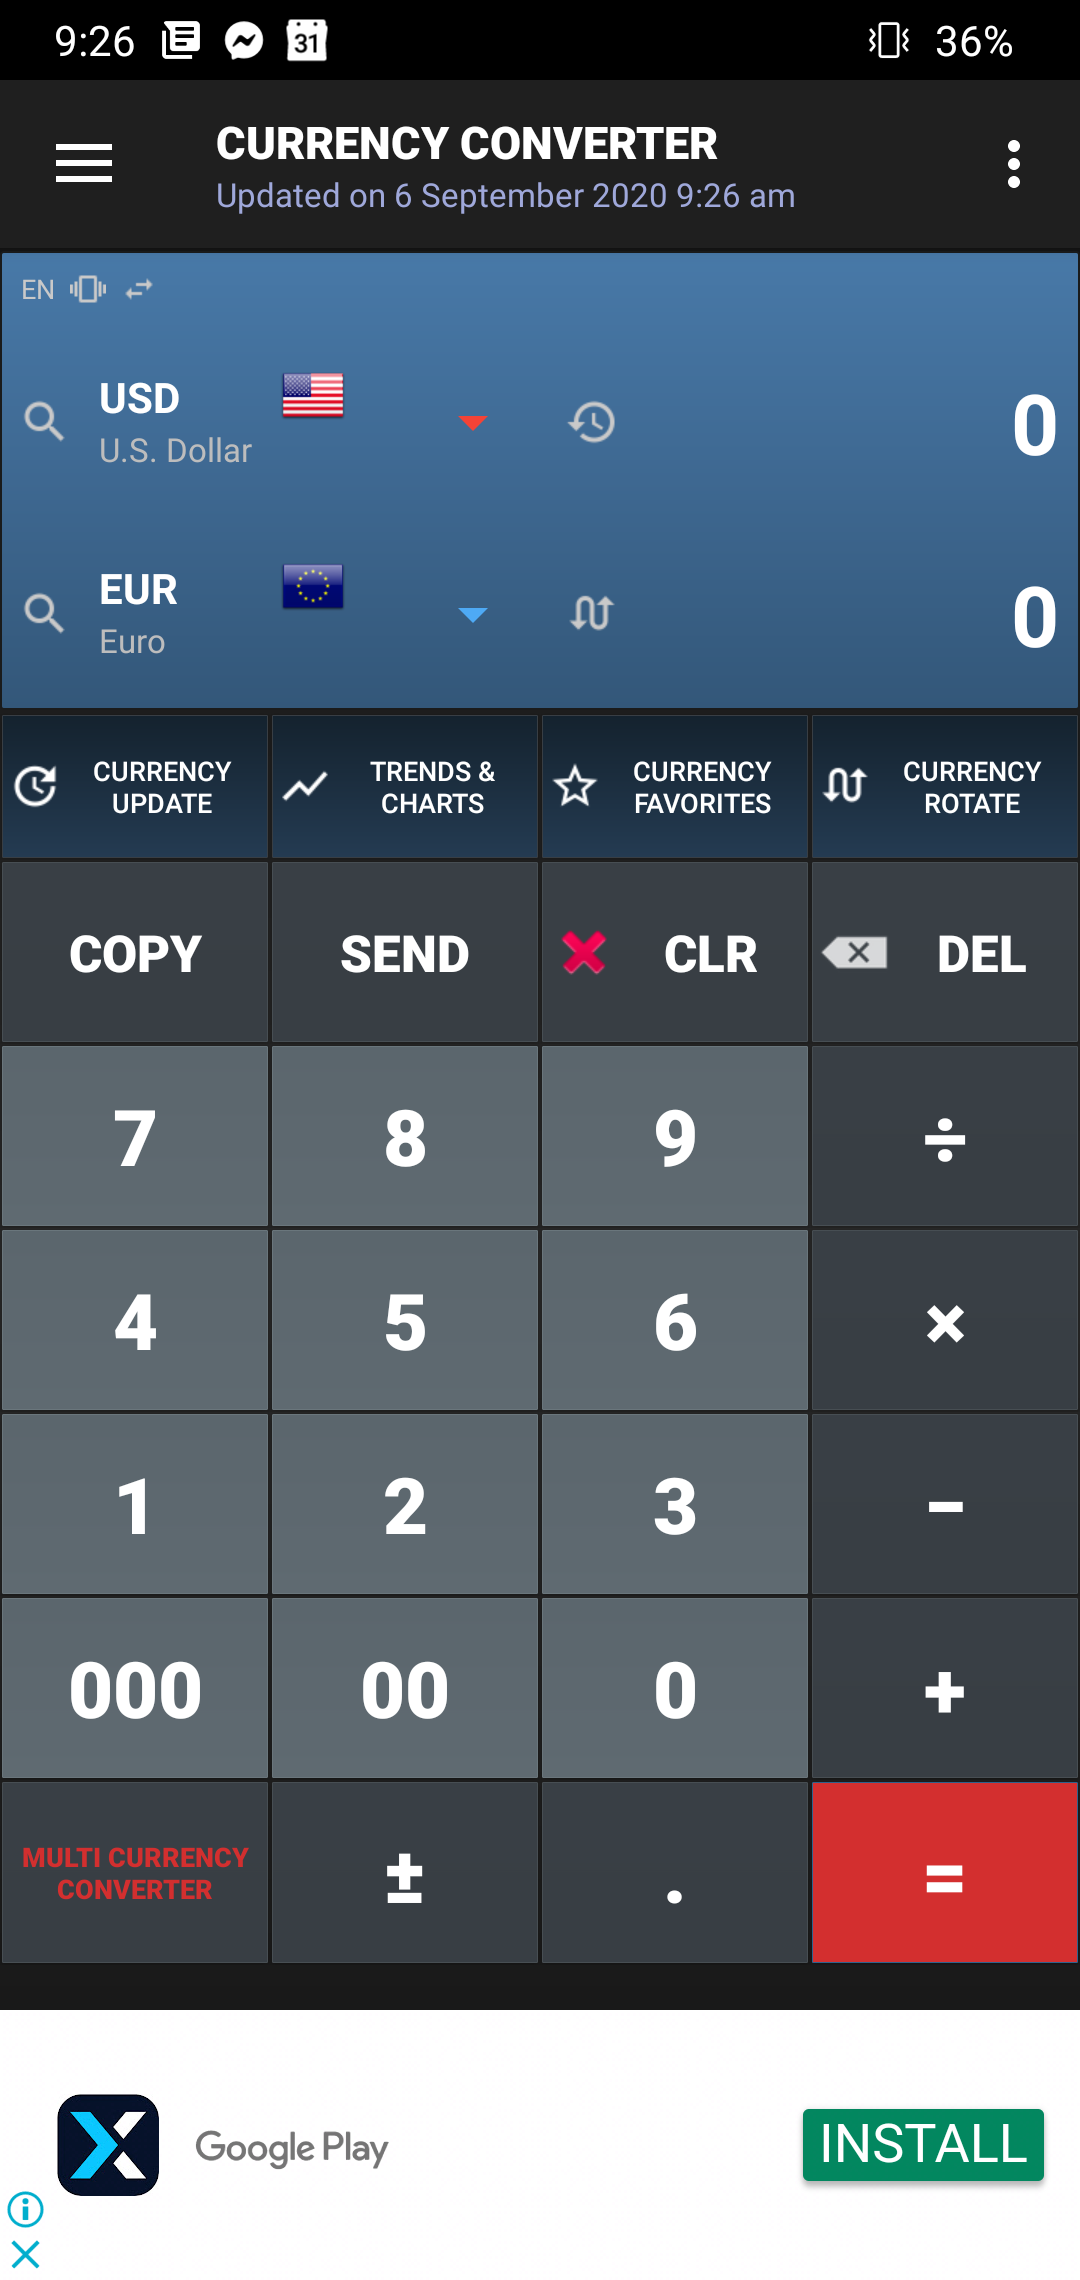 9:26
31
36%
CURRENCY CONVERTER
Updated on 6 September 2020 9:26 am
EN
USD
U.S. Dollar
0
EUR
Euro
0
CURRENCY
UPDATE
TRENDS &
CHARTS
CURRENCY
FAVORITES
CURRENCY
ROTATE
COPY
SEND
CLR
DEL
7
8
9
÷
4
5
6
×
1
2
3
−
000
00
0
+
MULTI CURRENCY
CONVERTER
±
.
=
Google Play
INSTALL